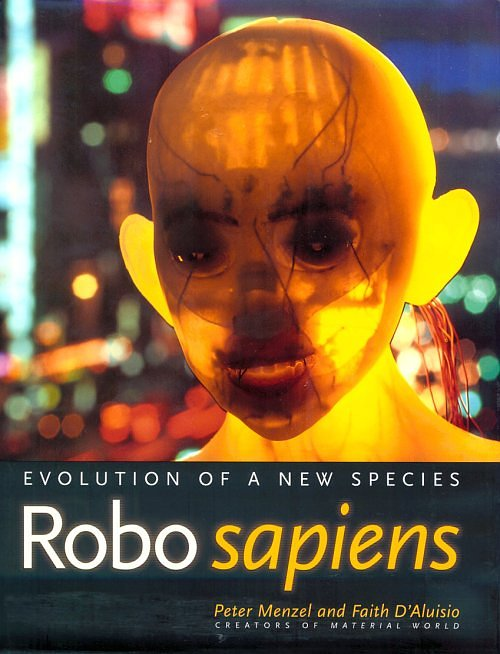 EVOLUTION OF A NEW SPECIES
Robo sapiens
Peter Menzel and Faith D'Aluisio
CREATORS OF MATERIAL WORLD